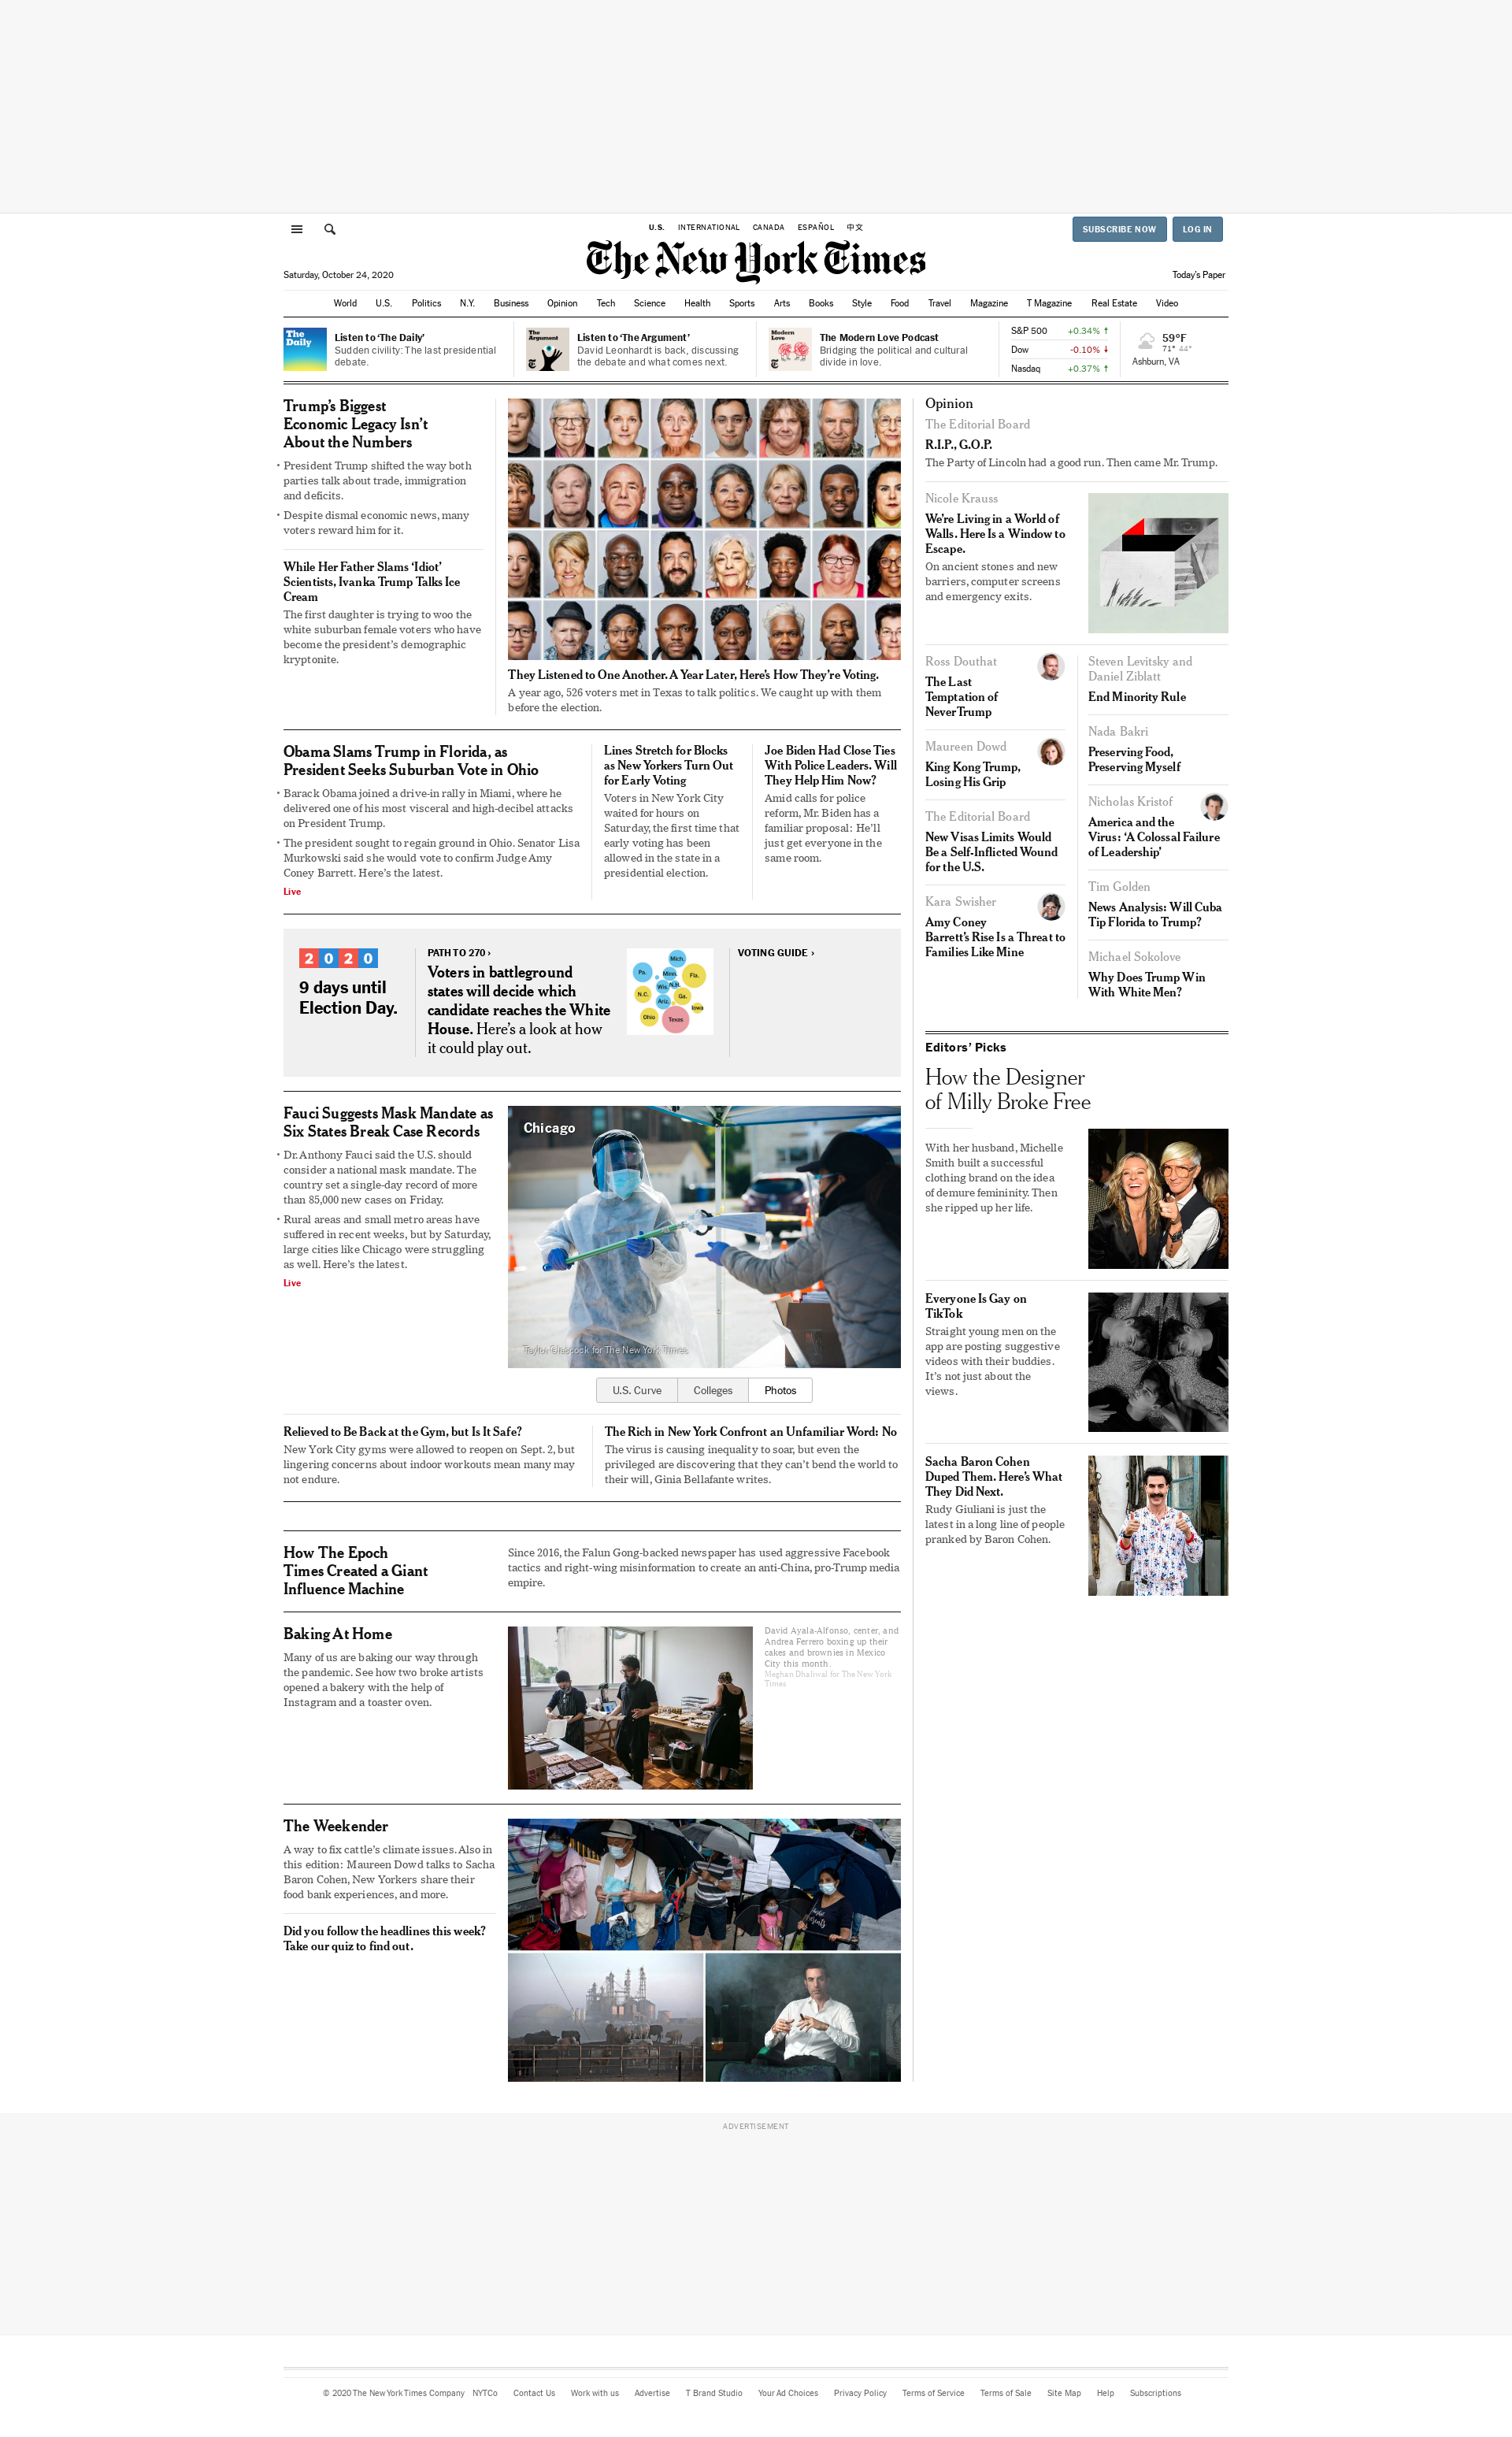 U.S. INTERNATIONAL CANADA ESPAÑOL 中文
SUBSCRIBE NOW LOG IN
The New York Times
Saturday, October 24, 2020
Today's Paper
World U.S. Politics N.Y. Business Opinion Tech Science Health Sports Arts Books Style Food Travel Magazine T Magazine Real Estate Video
The
Daily
Listen to ‘The Daily’
Sudden civility: The last presidential
debate.
The
Argument
Listen to ‘The Argument’
David Leonhardt is back, discussing
the debate and what comes next.
Modern
Love
The Modern Love Podcast
Bridging the political and cultural
divide in love.
S&P 500 +0.34% ↑
Dow -0.10% ↓
Nasdaq +0.37% ↑
59°F
71° 44°
Ashburn, VA
Trump’s Biggest
Economic Legacy Isn’t
About the Numbers
• President Trump shifted the way both
parties talk about trade, immigration
and deficits.
• Despite dismal economic news, many
voters reward him for it.
While Her Father Slams ‘Idiot’
Scientists, Ivanka Trump Talks Ice
Cream
The first daughter is trying to woo the
white suburban female voters who have
become the president’s demographic
kryptonite.
They Listened to One Another. A Year Later, Here’s How They’re Voting.
A year ago, 526 voters met in Texas to talk politics. We caught up with them
before the election.
Obama Slams Trump in Florida, as
President Seeks Suburban Vote in Ohio
• Barack Obama joined a drive-in rally in Miami, where he
delivered one of his most visceral and high-decibel attacks
on President Trump.
• The president sought to regain ground in Ohio. Senator Lisa
Murkowski said she would vote to confirm Judge Amy
Coney Barrett. Here’s the latest.
Live
Lines Stretch for Blocks
as New Yorkers Turn Out
for Early Voting
Voters in New York City
waited for hours on
Saturday, the first time that
early voting has been
allowed in the state in a
presidential election.
Joe Biden Had Close Ties
With Police Leaders. Will
They Help Him Now?
Amid calls for police
reform, Mr. Biden has a
familiar proposal: He’ll
just get everyone in the
same room.
2020
9 days until
Election Day.
PATH TO 270 ›
Voters in battleground
states will decide which
candidate reaches the White
House. Here’s a look at how
it could play out.
Mich.
Pa. Minn. Fla.
Wis. N.H.
N.C. Ga.
Ariz. Iowa
Ohio Texas
VOTING GUIDE ›
Fauci Suggests Mask Mandate as
Six States Break Case Records
• Dr. Anthony Fauci said the U.S. should
consider a national mask mandate. The
country set a single-day record of more
than 85,000 new cases on Friday.
• Rural areas and small metro areas have
suffered in recent weeks, but by Saturday,
large cities like Chicago were struggling
as well. Here’s the latest.
Live
Chicago
Taylor Glascock for The New York Times
U.S. Curve Colleges Photos
Relieved to Be Back at the Gym, but Is It Safe?
New York City gyms were allowed to reopen on Sept. 2, but
lingering concerns about indoor workouts mean many may
not endure.
The Rich in New York Confront an Unfamiliar Word: No
The virus is causing inequality to soar, but even the
privileged are discovering that they can’t bend the world to
their will, Ginia Bellafante writes.
How The Epoch
Times Created a Giant
Influence Machine
Since 2016, the Falun Gong-backed newspaper has used aggressive Facebook
tactics and right-wing misinformation to create an anti-China, pro-Trump media
empire.
Baking At Home
Many of us are baking our way through
the pandemic. See how two broke artists
opened a bakery with the help of
Instagram and a toaster oven.
David Ayala-Alfonso, center, and
Andrea Ferrero boxing up their
cakes and brownies in Mexico
City this month.
Meghan Dhaliwal for The New York
Times
The Weekender
A way to fix cattle’s climate issues. Also in
this edition: Maureen Dowd talks to Sacha
Baron Cohen, New Yorkers share their
food bank experiences, and more.
Did you follow the headlines this week?
Take our quiz to find out.
Opinion
The Editorial Board
R.I.P., G.O.P.
The Party of Lincoln had a good run. Then came Mr. Trump.
Nicole Krauss
We’re Living in a World of
Walls. Here Is a Window to
Escape.
On ancient stones and new
barriers, computer screens
and emergency exits.
Ross Douthat
The Last
Temptation of
NeverTrump
Maureen Dowd
King Kong Trump,
Losing His Grip
The Editorial Board
New Visas Limits Would
Be a Self-Inflicted Wound
for the U.S.
Kara Swisher
Amy Coney
Barrett’s Rise Is a Threat to
Families Like Mine
Steven Levitsky and
Daniel Ziblatt
End Minority Rule
Nada Bakri
Preserving Food,
Preserving Myself
Nicholas Kristof
America and the
Virus: ‘A Colossal Failure
of Leadership’
Tim Golden
News Analysis: Will Cuba
Tip Florida to Trump?
Michael Sokolove
Why Does Trump Win
With White Men?
Editors’ Picks
How the Designer
of Milly Broke Free
With her husband, Michelle
Smith built a successful
clothing brand on the idea
of demure femininity. Then
she ripped up her life.
Everyone Is Gay on
TikTok
Straight young men on the
app are posting suggestive
videos with their buddies.
It’s not just about the
views.
Sacha Baron Cohen
Duped Them. Here’s What
They Did Next.
Rudy Giuliani is just the
latest in a long line of people
pranked by Baron Cohen.
ADVERTISEMENT
© 2020 The New York Times Company NYTCo Contact Us Work with us Advertise T Brand Studio Your Ad Choices Privacy Policy Terms of Service Terms of Sale Site Map Help Subscriptions